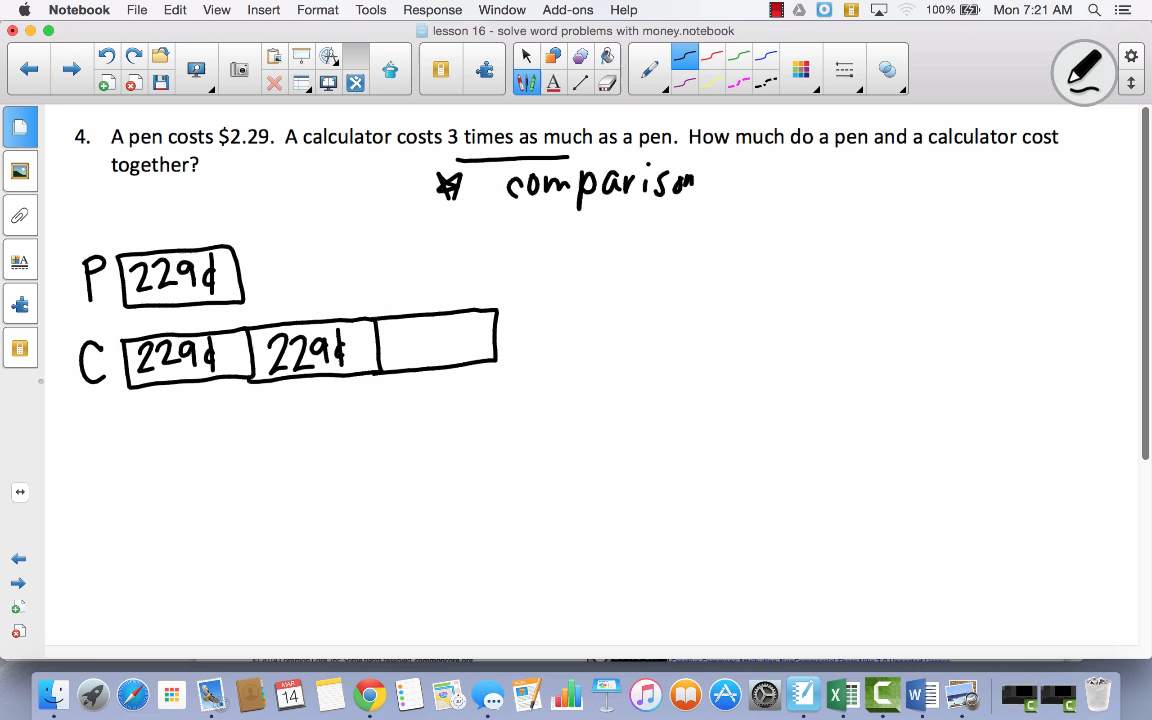 Notebook File Edit View Insert Format Tools Response Window Add-ons Help 100% Mon 7:21 AM
lesson 16 - solve word problems with money.notebook
4. A pen costs $2.29. A calculator costs 3 times as much as a pen. How much do a pen and a calculator cost
together?
* comparison
P 229¢
C 229¢ 229¢
MAR
14